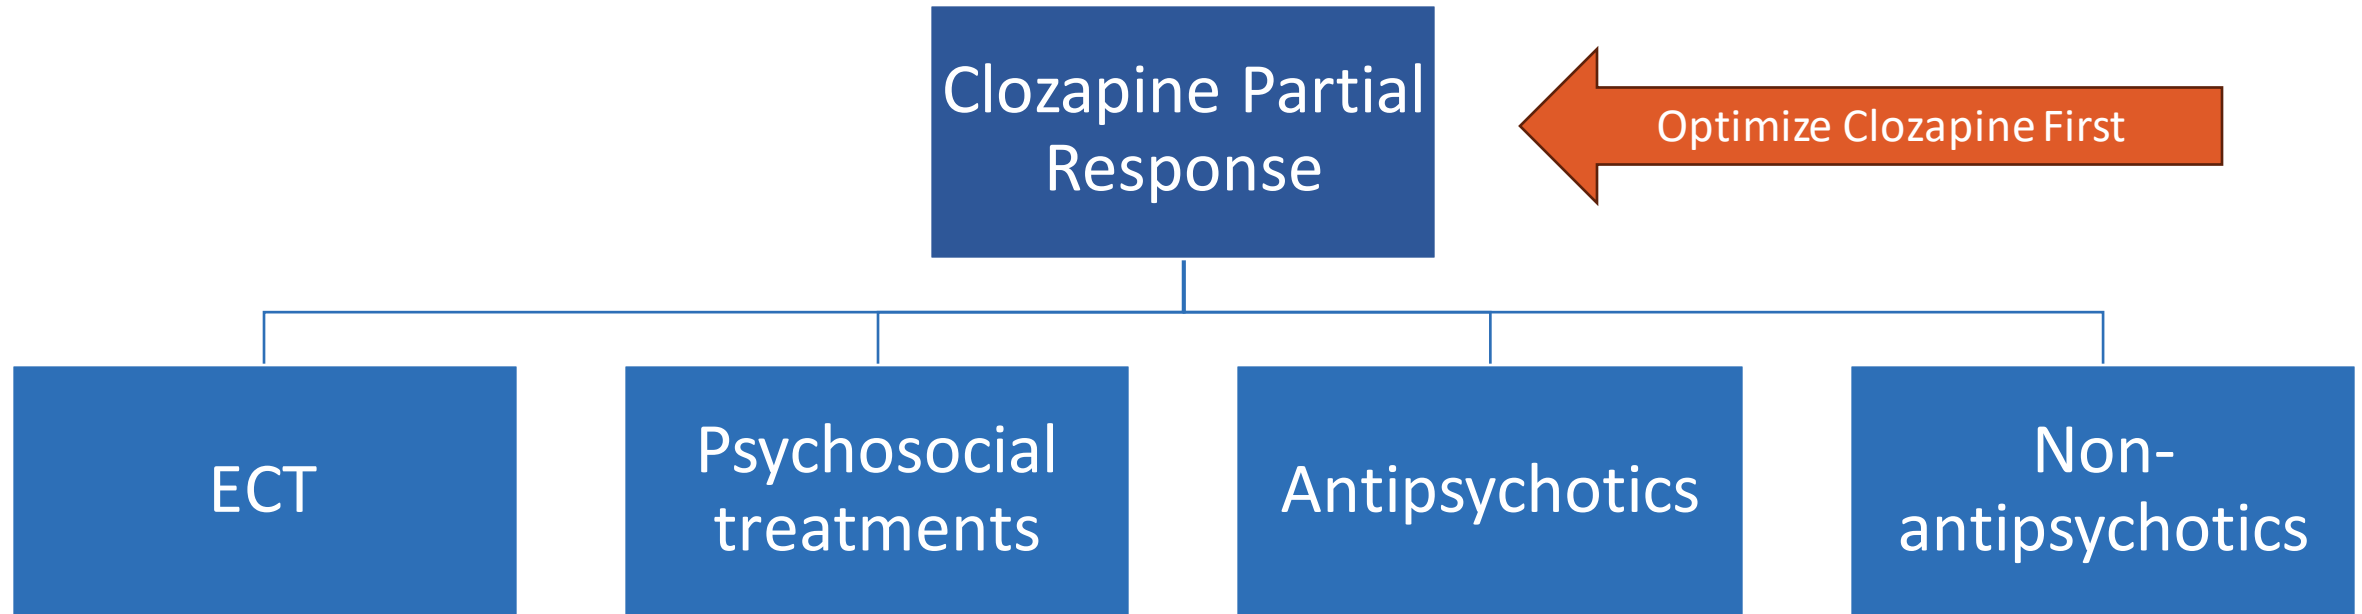 Clozapine Partial
Response
Optimize Clozapine First
ECT
Psychosocial
treatments
Antipsychotics
Non-
antipsychotics